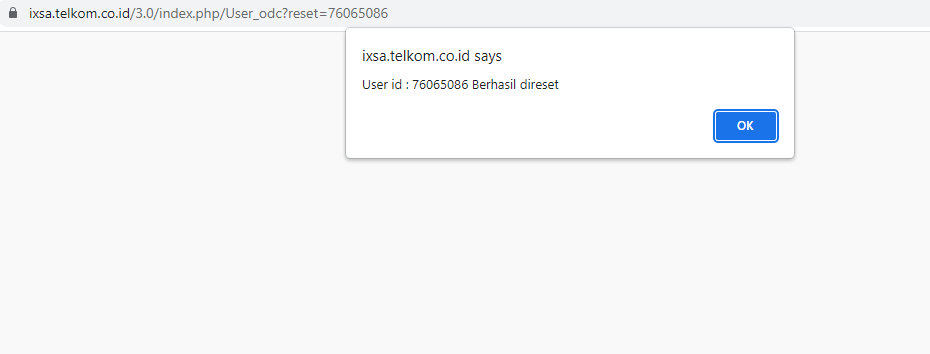 ixsa.telkom.co.id/3.0/index.php/User_odc?reset=76065086
ixsa.telkom.co.id says
User id : 76065086 Berhasil direset
OK